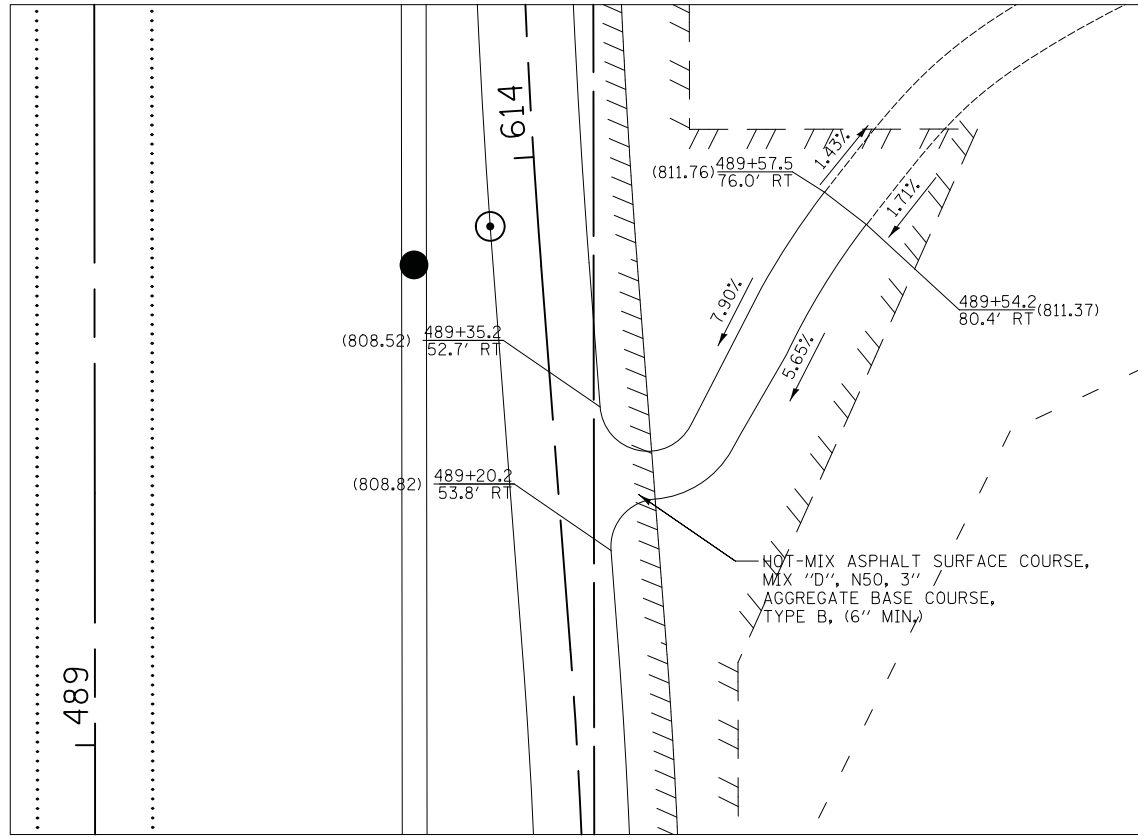 614
1.43%
(811.76) 489+57.5
76.0' RT
1.71%
7.90%
489+54.2 (811.37)
80.4' RT
(808.52) 489+35.2
52.7' RT
5.65%
(808.82) 489+20.2
53.8' RT
HOT-MIX ASPHALT SURFACE COURSE,
MIX "D", N50, 3"
AGGREGATE BASE COURSE,
TYPE B, (6" MIN.)
489